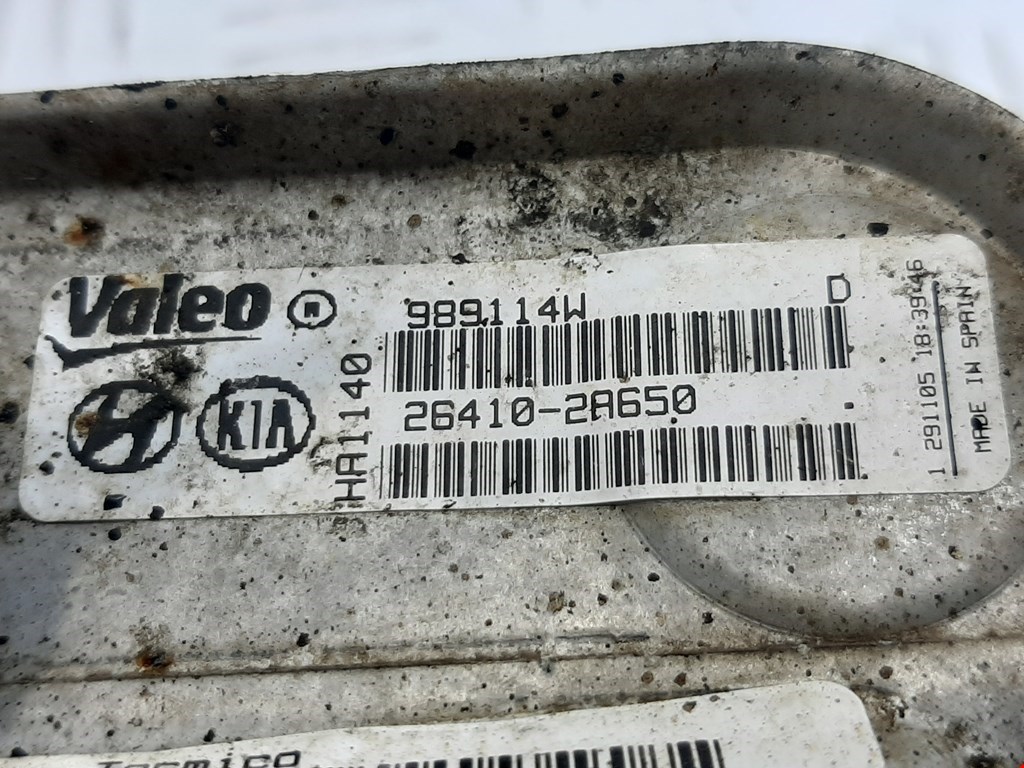 Valeo ®
989114W
D
HA1140
26410-2A650
KIA
1 291105 18:39:46
MADE IN SPAIN